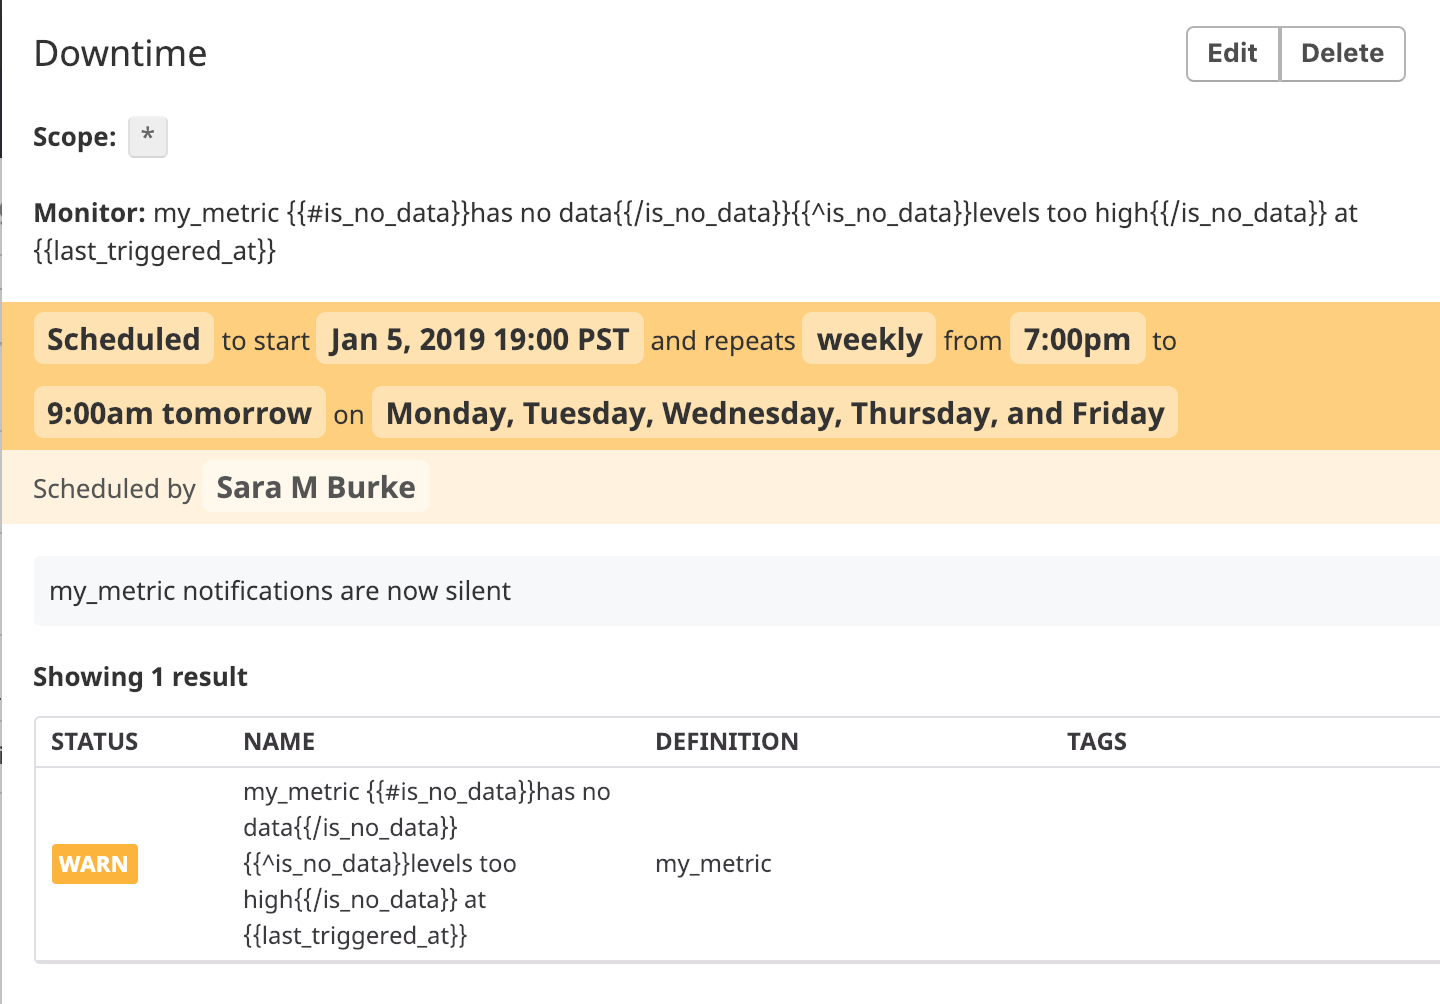 Downtime
Edit Delete
Scope: *
Monitor: my_metric {{#is_no_data}}has no data{{/is_no_data}}{{^is_no_data}}levels too high{{/is_no_data}} at
{{last_triggered_at}}
Scheduled to start Jan 5, 2019 19:00 PST and repeats weekly from 7:00pm to
9:00am tomorrow on Monday, Tuesday, Wednesday, Thursday, and Friday
Scheduled by Sara M Burke
my_metric notifications are now silent
Showing 1 result
STATUS NAME DEFINITION TAGS
my_metric {{#is_no_data}}has no
data{{/is_no_data}}
WARN {{^is_no_data}}levels too my_metric
high{{/is_no_data}} at
{{last_triggered_at}}